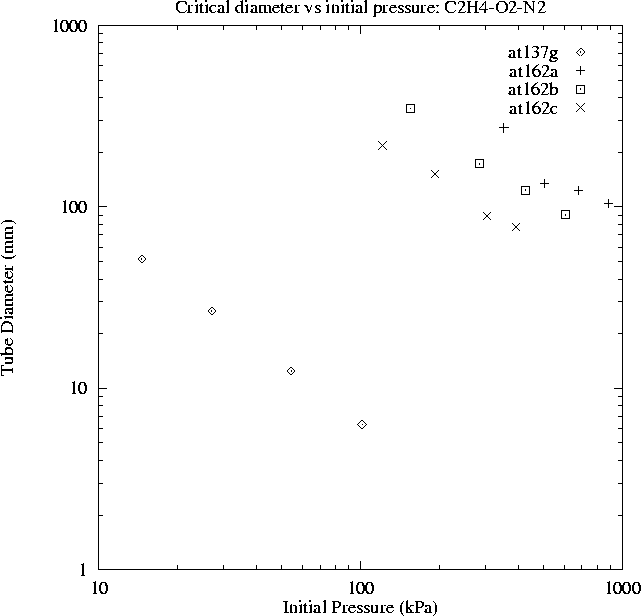 Critical diameter vs initial pressure: C2H4-O2-N2
1000
at137g
at162a
at162b
at162c
100
Tube Diameter (mm)
10
1
10
100
1000
Initial Pressure (kPa)